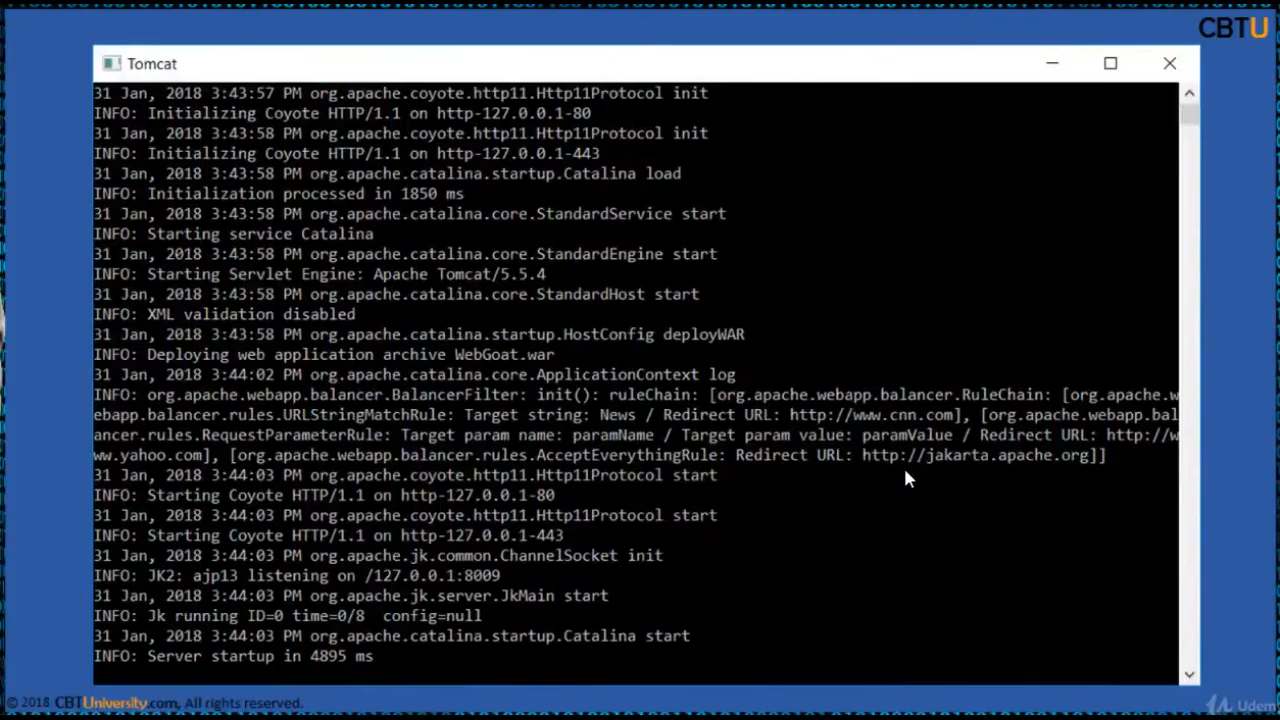 CBTU
Tomcat
31 Jan, 2018 3:43:57 PM org.apache.coyote.http11.Http11Protocol init
INFO: Initializing Coyote HTTP/1.1 on http-127.0.0.1-80
31 Jan, 2018 3:43:58 PM org.apache.coyote.http11.Http11Protocol init
INFO: Initializing Coyote HTTP/1.1 on http-127.0.0.1-443
31 Jan, 2018 3:43:58 PM org.apache.catalina.startup.Catalina load
INFO: Initialization processed in 1850 ms
31 Jan, 2018 3:43:58 PM org.apache.catalina.core.StandardService start
INFO: Starting service Catalina
31 Jan, 2018 3:43:58 PM org.apache.catalina.core.StandardEngine start
INFO: Starting Servlet Engine: Apache Tomcat/5.5.4
31 Jan, 2018 3:43:58 PM org.apache.catalina.core.StandardHost start
INFO: XML validation disabled
31 Jan, 2018 3:43:58 PM org.apache.catalina.startup.HostConfig deployWAR
INFO: Deploying web application archive WebGoat.war
31 Jan, 2018 3:44:02 PM org.apache.catalina.core.ApplicationContext log
INFO: org.apache.webapp.balancer.BalancerFilter: init(): ruleChain: [org.apache.webapp.balancer.RuleChain: [org.apache.w
ebapp.balancer.rules.URLStringMatchRule: Target string: News / Redirect URL: http://www.cnn.com], [org.apache.webapp.bal
ancer.rules.RequestParameterRule: Target param name: paramName / Target param value: paramValue / Redirect URL: http://w
ww.yahoo.com], [org.apache.webapp.balancer.rules.AcceptEverythingRule: Redirect URL: http://jakarta.apache.org]]
31 Jan, 2018 3:44:03 PM org.apache.coyote.http11.Http11Protocol start
INFO: Starting Coyote HTTP/1.1 on http-127.0.0.1-80
31 Jan, 2018 3:44:03 PM org.apache.coyote.http11.Http11Protocol start
INFO: Starting Coyote HTTP/1.1 on http-127.0.0.1-443
31 Jan, 2018 3:44:03 PM org.apache.jk.common.ChannelSocket init
INFO: JK2: ajp13 listening on /127.0.0.1:8009
31 Jan, 2018 3:44:03 PM org.apache.jk.server.JkMain start
INFO: Jk running ID=0 time=0/8  config=null
31 Jan, 2018 3:44:03 PM org.apache.catalina.startup.Catalina start
INFO: Server startup in 4895 ms
© 2018 CBTUniversity.com, All rights reserved.
Udem